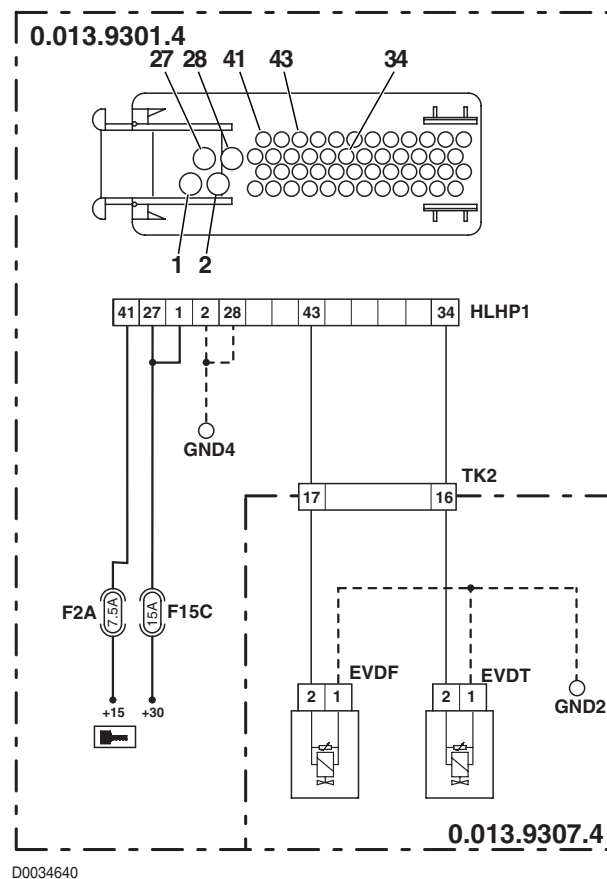 0.013.9301.4
27 28 41 43 34
1 2
41 27 1 2 28 43 34 HLHP1
GND4
TK2
17 16
F2A 7.5A 15A F15C
EVDF EVDT
2 1 2 1
GND2
+15 +30
0.013.9307.4
D0034640